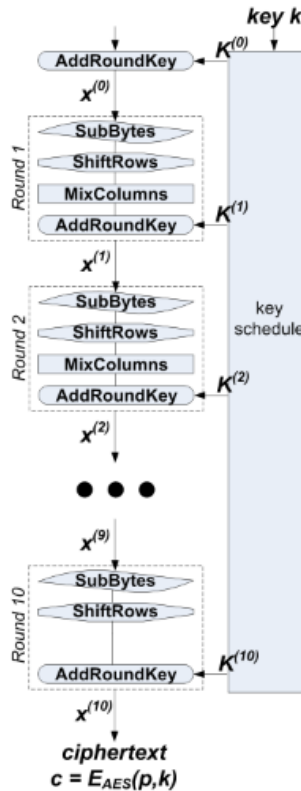 key k
AddRoundKey
K(0)
x(0)
Round 1
SubBytes
ShiftRows
MixColumns
AddRoundKey
K(1)
x(1)
Round 2
SubBytes
ShiftRows
MixColumns
AddRoundKey
K(2)
key
schedule
x(2)
x(9)
Round 10
SubBytes
ShiftRows
AddRoundKey
K(10)
x(10)
ciphertext
c = EAES(p,k)